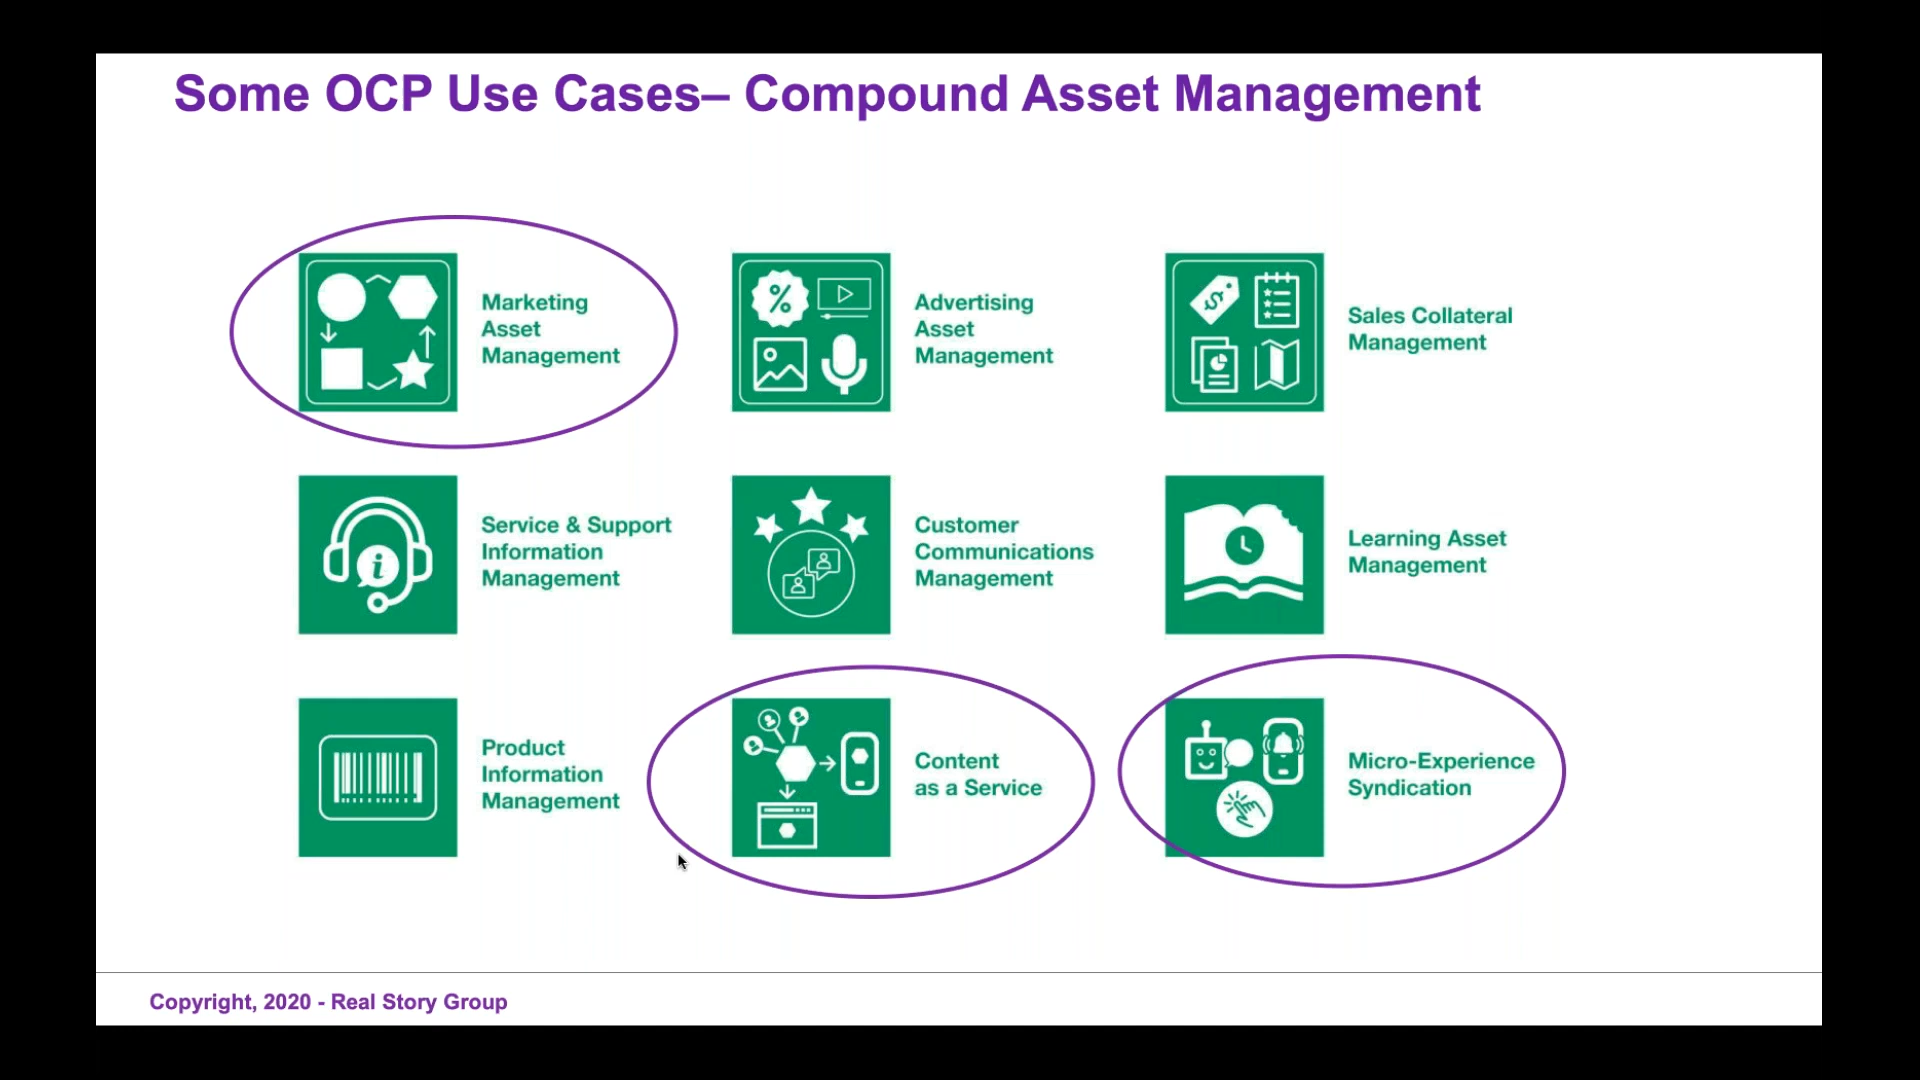 Some OCP Use Cases– Compound Asset Management
Marketing
Asset
Management
Advertising
Asset
Management
Sales Collateral
Management
Service & Support
Information
Management
Customer
Communications
Management
Learning Asset
Management
Product
Information
Management
Content
as a Service
Micro-Experience
Syndication
Copyright, 2020 - Real Story Group